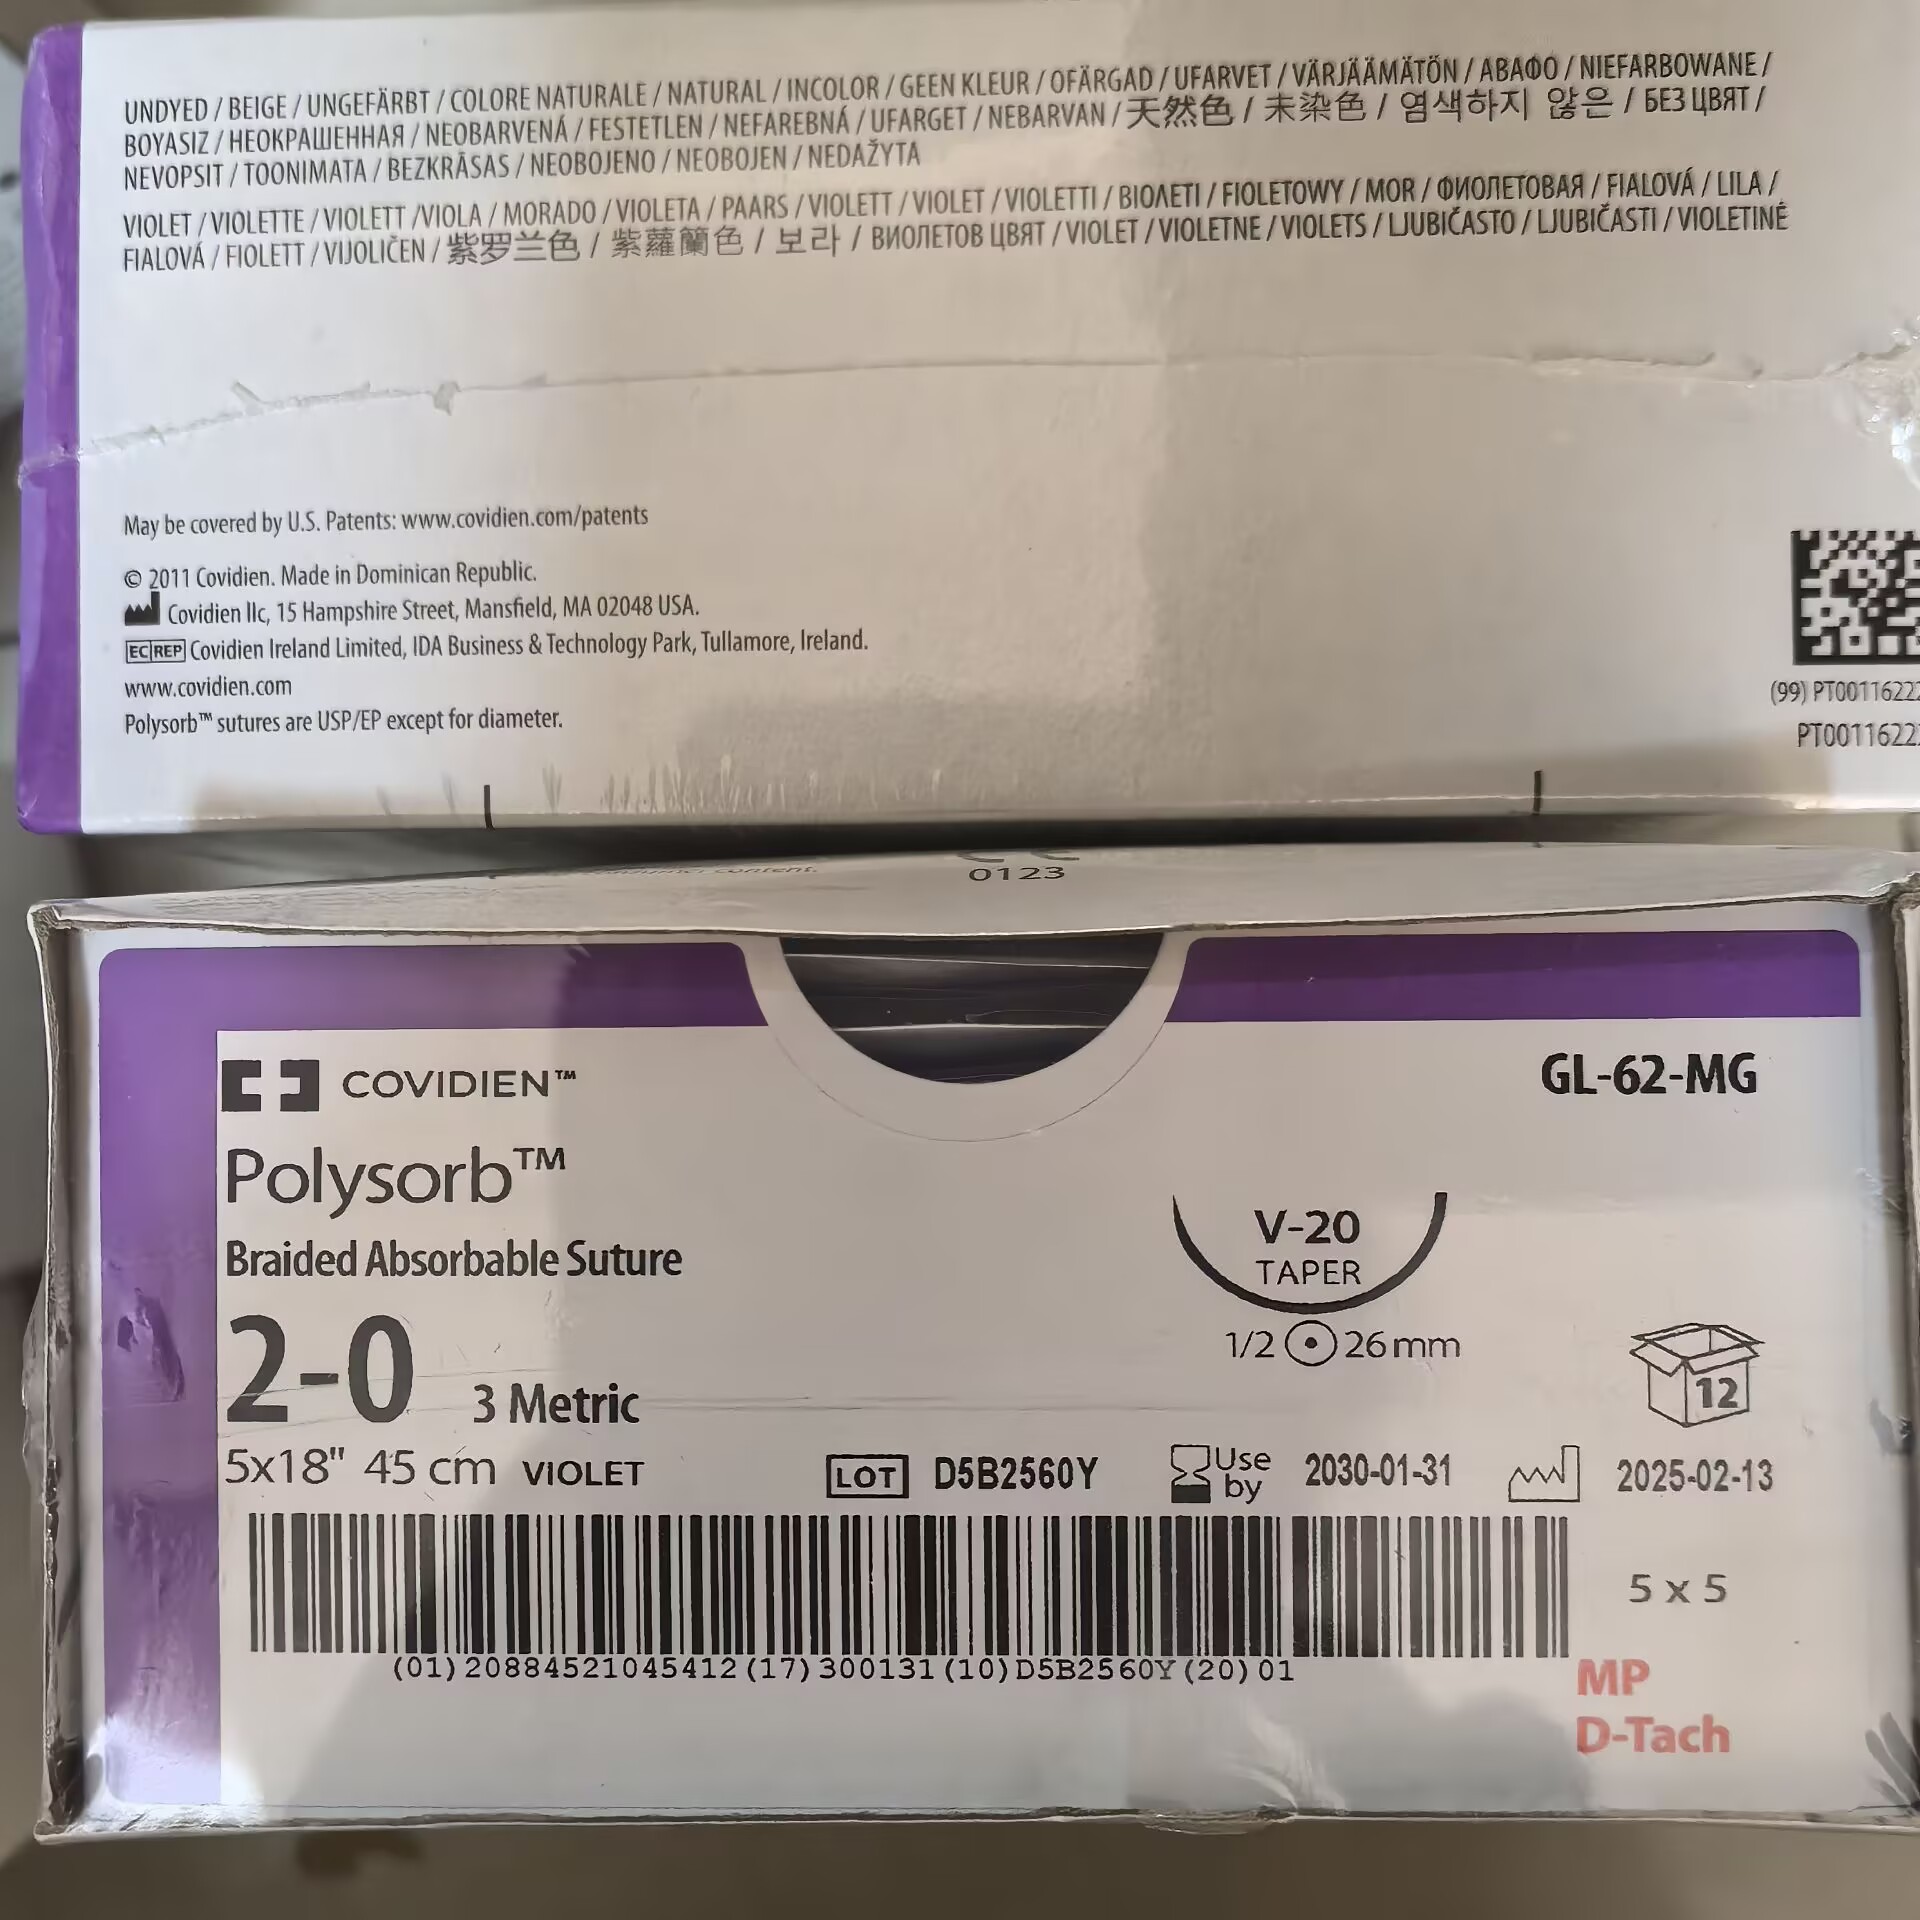 UNDYED / BEIGE / UNGEFÄRBT / COLORE NATURALE / NATURAL / INCOLOR / GEEN KLEUR / OFÄRGAD / UFARVET / VÄRJÄÄMÄTÖN / ΑΒΑΦΟ / NIEFARBOWANE /
BOYASIZ / НЕОКРАШЕННАЯ / NEOBARVENÁ / FESTETLEN / NEFAREBNÁ / UFARGET / NEBARVAN / 天然色 / 未染色 / 염색하지 않은 / БЕЗ ЦВЯТ /
NEVOPSIT / TOONIMATA / BEZKRĀSAS / NEOBOJENO / NEOBOJEN / NEDAŽYTA
VIOLET / VIOLETTE / VIOLETT /VIOLA / MORADO / VIOLETA / PAARS / VIOLETT / VIOLET / VIOLETTI / ΒΙΟΛΕΤΙ / FIOLETOWY / MOR / ФИОЛЕТОВАЯ / FIALOVÁ / LILA /
FIALOVÁ / FIOLETT / VIJOLIČEN / 紫罗兰色 / 紫蘿蘭色 / 보라 / ВИОЛЕТОВ ЦВЯТ / VIOLET / VIOLETNE / VIOLETS / LJUBIČASTO / LJUBIČASTI / VIOLETINĖ
May be covered by U.S. Patents: www.covidien.com/patents
© 2011 Covidien. Made in Dominican Republic.
Covidien llc, 15 Hampshire Street, Mansfield, MA 02048 USA.
EC REP Covidien Ireland Limited, IDA Business & Technology Park, Tullamore, Ireland.
www.covidien.com
Polysorb™ sutures are USP/EP except for diameter.
(99) PT0011622
PT0011622
content.
0123
COVIDIEN™
GL-62-MG
Polysorb™
Braided Absorbable Suture
V-20
TAPER
1/2 26 mm
2-0 3 Metric
12
5x18" 45 cm VIOLET
LOT D5B2560Y
Use by 2030-01-31
2025-02-13
5 x 5
(01)20884521045412(17)300131(10)D5B2560Y(20)01
MP
D-Tach